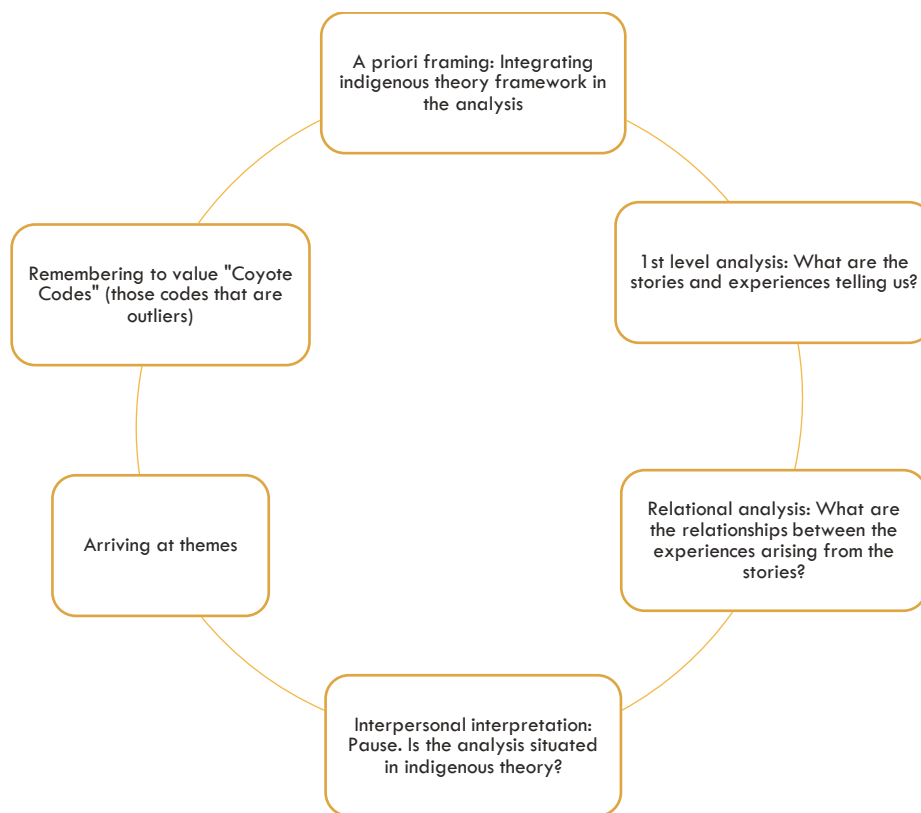 A priori framing: Integrating
indigenous theory framework in
the analysis
1st level analysis: What are the
stories and experiences telling us?
Relational analysis: What are
the relationships between the
experiences arising from the
stories?
Interpersonal interpretation:
Pause. Is the analysis situated
in indigenous theory?
Arriving at themes
Remembering to value "Coyote
Codes" (those codes that are
outliers)